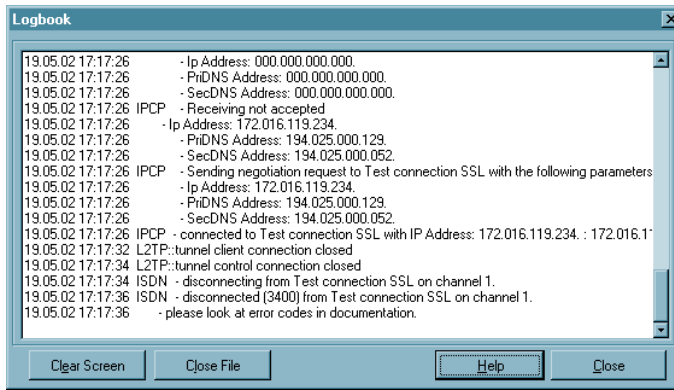 Logbook
19.05.02 17:17:26 - Ip Address: 000.000.000.000.
19.05.02 17:17:26 - PriDNS Address: 000.000.000.000.
19.05.02 17:17:26 - SecDNS Address: 000.000.000.000.
19.05.02 17:17:26 IPCP - Receiving not accepted
19.05.02 17:17:26 - Ip Address: 172.016.119.234.
19.05.02 17:17:26 - PriDNS Address: 194.025.000.129.
19.05.02 17:17:26 - SecDNS Address: 194.025.000.052.
19.05.02 17:17:26 IPCP - Sending negotiation request to Test connection SSL with the following parameters
19.05.02 17:17:26 - Ip Address: 172.016.119.234.
19.05.02 17:17:26 - PriDNS Address: 194.025.000.129.
19.05.02 17:17:26 - SecDNS Address: 194.025.000.052.
19.05.02 17:17:26 IPCP - connected to Test connection SSL with IP Address: 172.016.119.234. : 172.016.1
19.05.02 17:17:32 L2TP::tunnel client connection closed
19.05.02 17:17:34 L2TP::tunnel control connection closed
19.05.02 17:17:34 ISDN - disconnecting from Test connection SSL on channel 1.
19.05.02 17:17:36 ISDN - disconnected (3400) from Test connection SSL on channel 1.
19.05.02 17:17:36 - please look at error codes in documentation.
Clear Screen
Close File
Help
Close